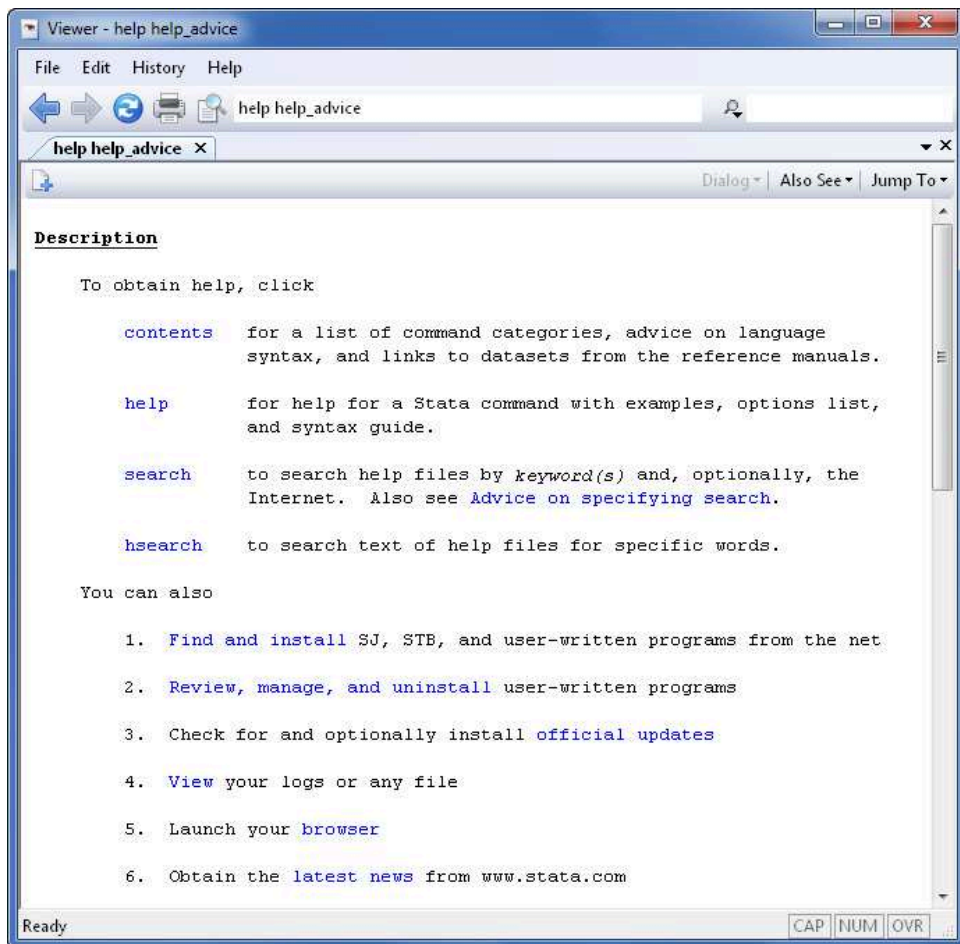 Viewer - help help_advice
File Edit History Help
help help_advice
help help_advice X
Dialog Also See Jump To
Description
To obtain help, click
contents for a list of command categories, advice on language
syntax, and links to datasets from the reference manuals.
help for help for a Stata command with examples, options list,
and syntax guide.
search to search help files by keyword(s) and, optionally, the
Internet. Also see Advice on specifying search.
hsearch to search text of help files for specific words.
You can also
1. Find and install SJ, STB, and user-written programs from the net
2. Review, manage, and uninstall user-written programs
3. Check for and optionally install official updates
4. View your logs or any file
5. Launch your browser
6. Obtain the latest news from www.stata.com
Ready CAP NUM OVR